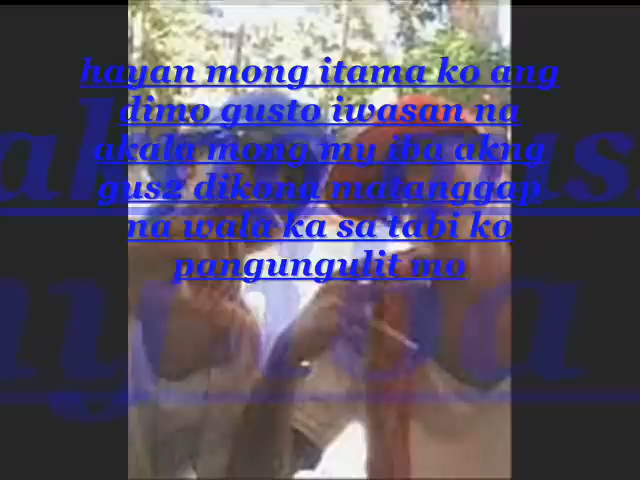 hayan mong itama ko ang
dimo gusto iwasan na
akala mong my iba akng
gus2 dikona matanggap
na wala ka sa tabi ko
pangungulit mo